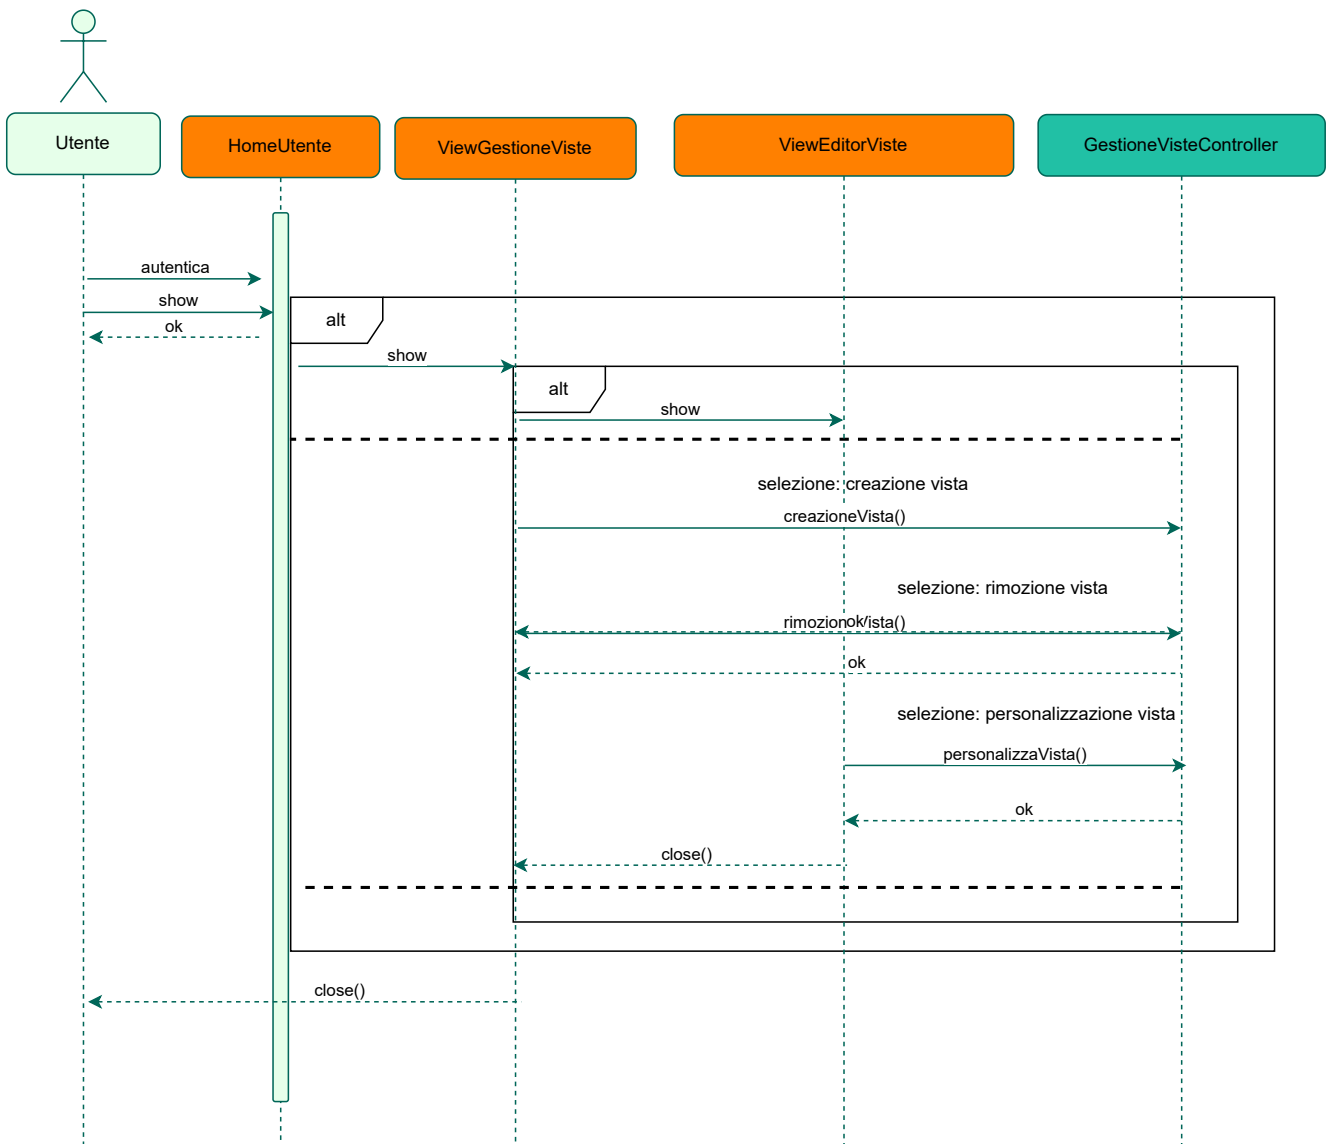 Utente
HomeUtente
ViewGestioneViste
ViewEditorViste
GestioneVisteController
autentica
show
alt
ok
show
alt
show
selezione: creazione vista
creazioneVista()
selezione: rimozione vista
ok
ok
selezione: personalizzazione vista
personalizzaVista()
ok
close()
close()